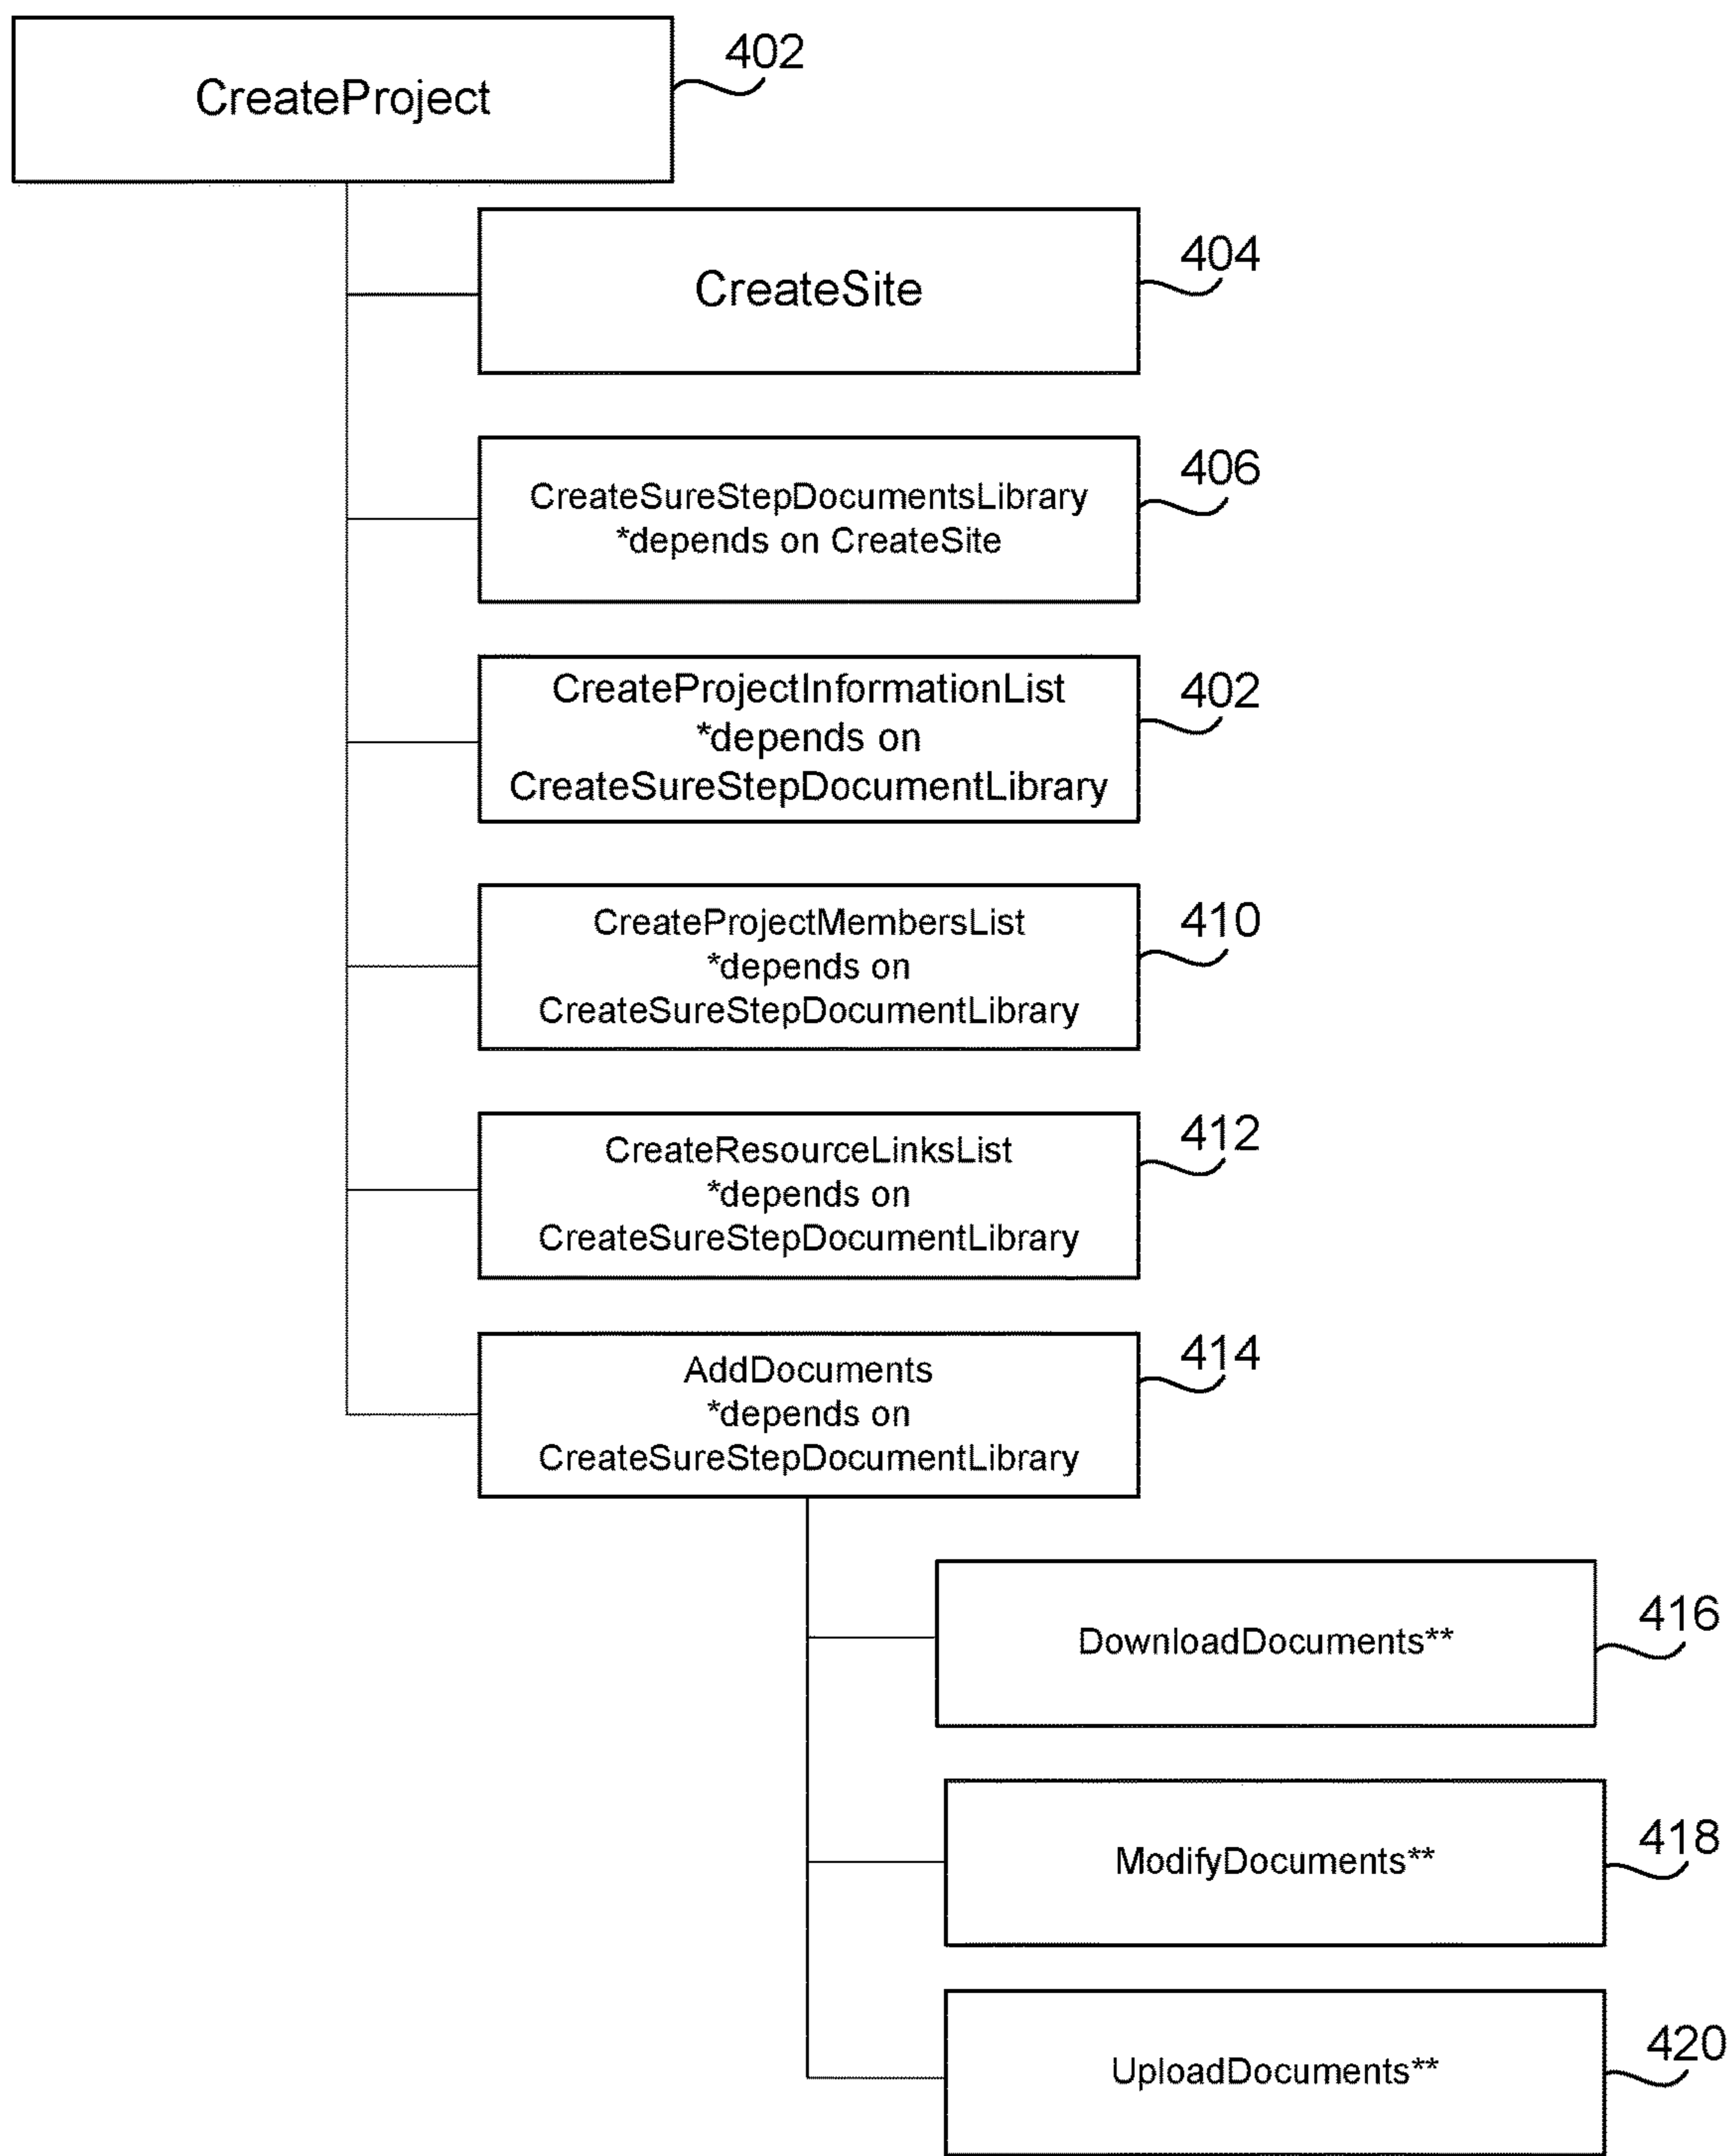 CreateProject
402
CreateSite
404
CreateSureStepDocumentsLibrary
*depends on CreateSite
406
CreateProjectInformationList
*depends on
CreateSureStepDocumentLibrary
402
CreateProjectMembersList
*depends on
CreateSureStepDocumentLibrary
410
CreateResourceLinksList
*depends on
CreateSureStepDocumentLibrary
412
AddDocuments
*depends on
CreateSureStepDocumentLibrary
414
DownloadDocuments**
416
ModifyDocuments**
418
UploadDocuments**
420